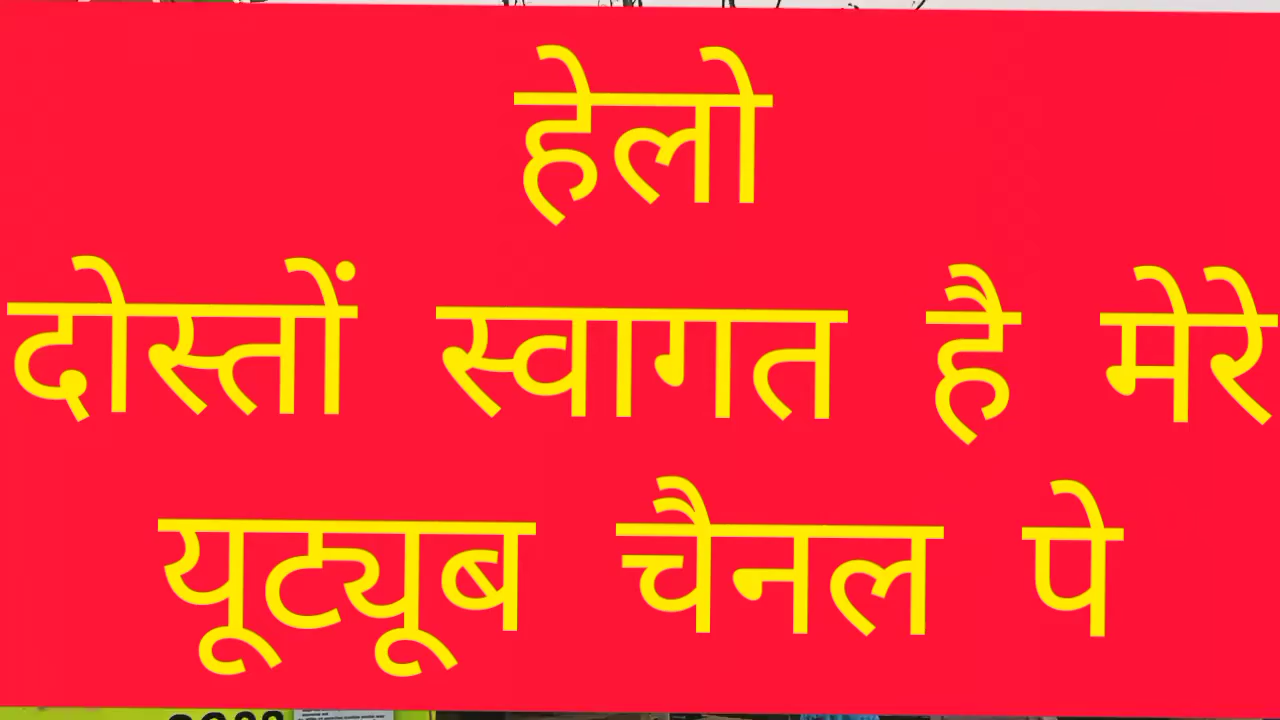 हेलो
दोस्तों स्वागत है मेरे
यूट्यूब चैनल पे